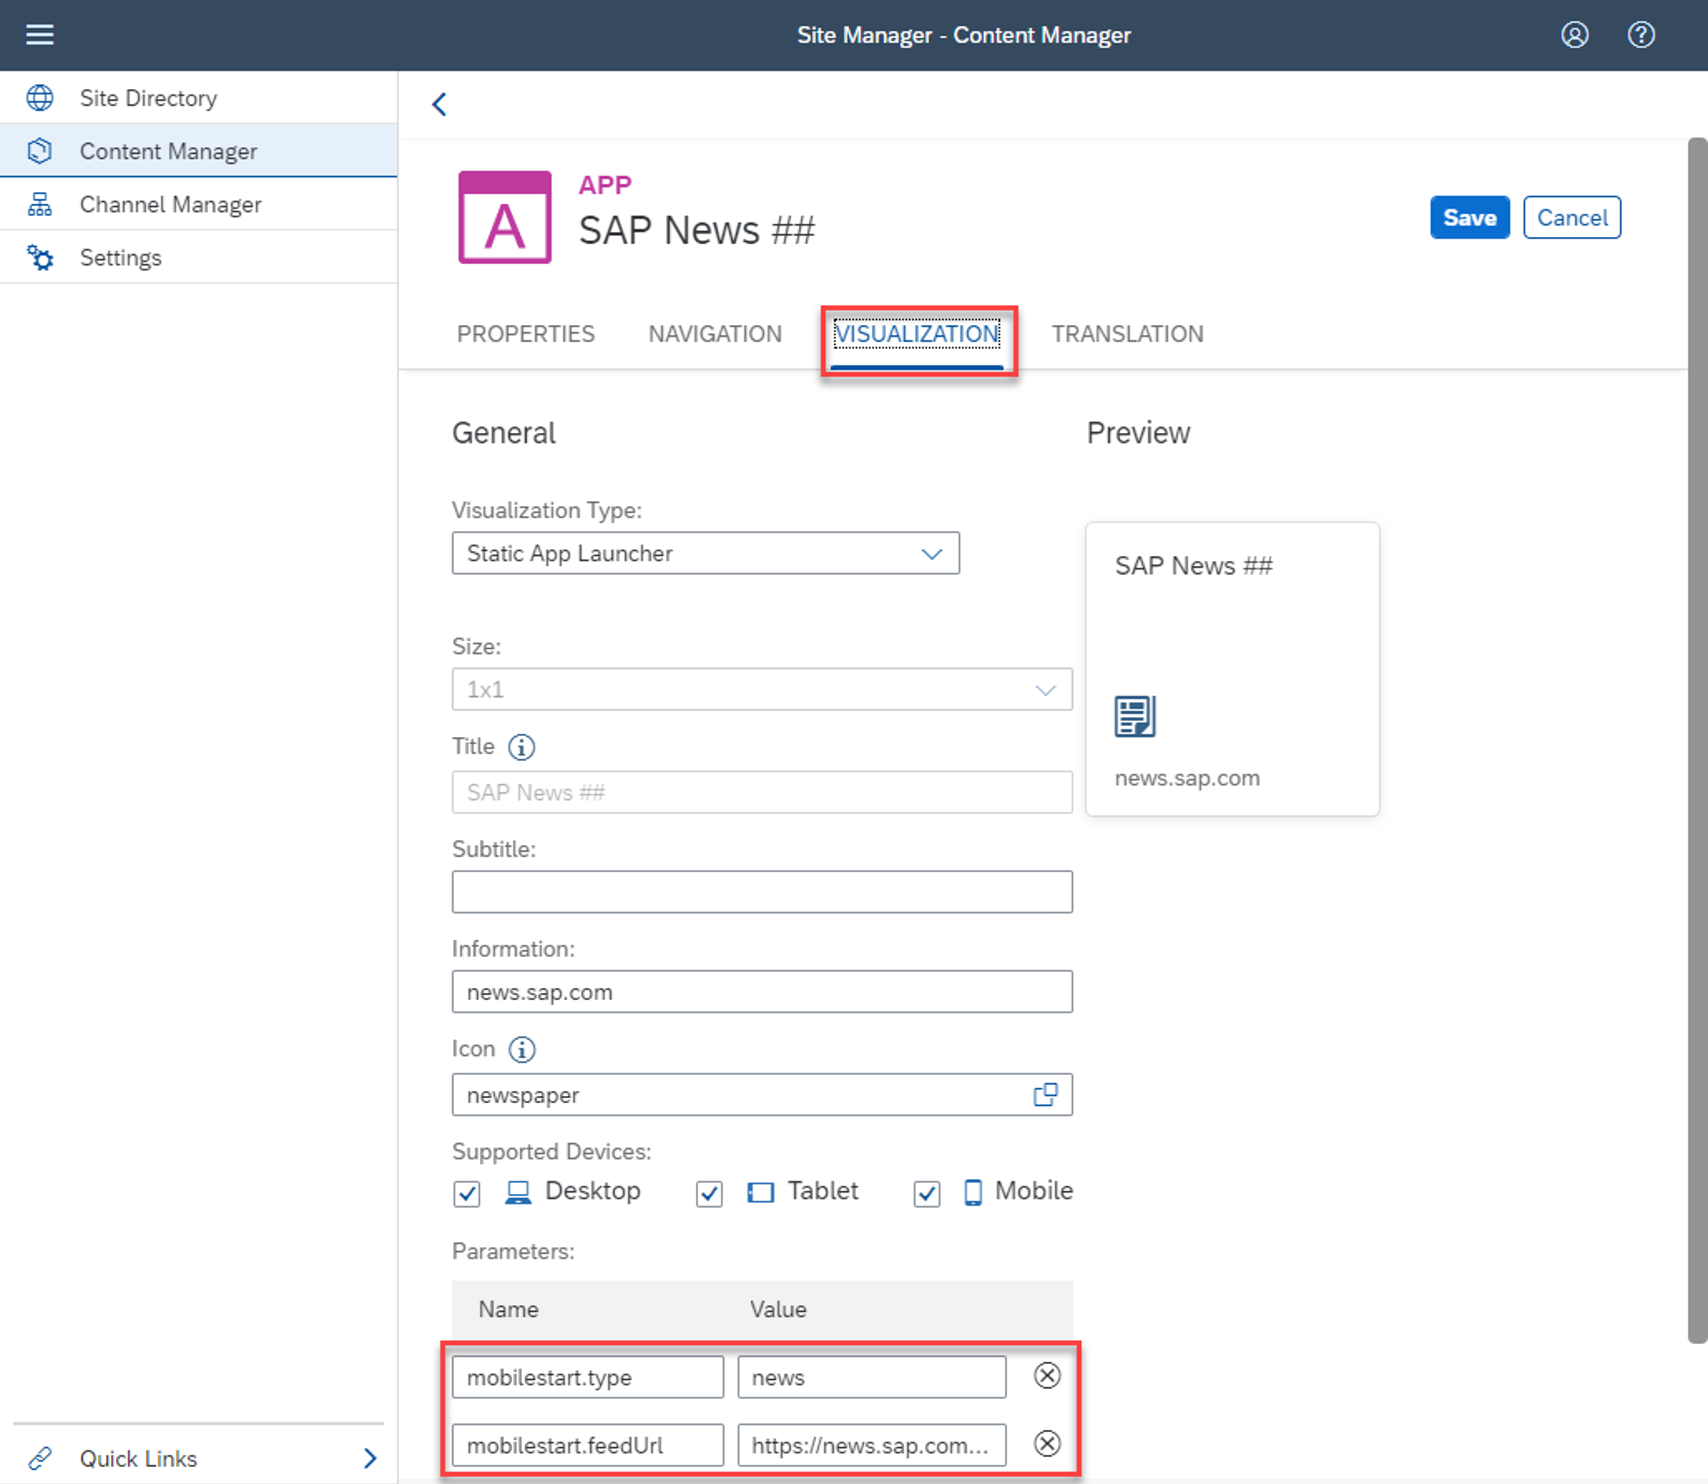 Site Manager - Content Manager
Site Directory
Content Manager
Channel Manager
Settings
A
APP
SAP News ##
Save
Cancel
PROPERTIES
NAVIGATION
VISUALIZATION
TRANSLATION
General
Preview
Visualization Type:
Static App Launcher
Size:
1x1
Title
SAP News ##
Subtitle:
Information:
news.sap.com
Icon
newspaper
Supported Devices:
Desktop
Tablet
Mobile
Parameters:
Name
Value
mobilestart.type
news
mobilestart.feedUrl
https://news.sap.com...
SAP News ##
news.sap.com
Quick Links